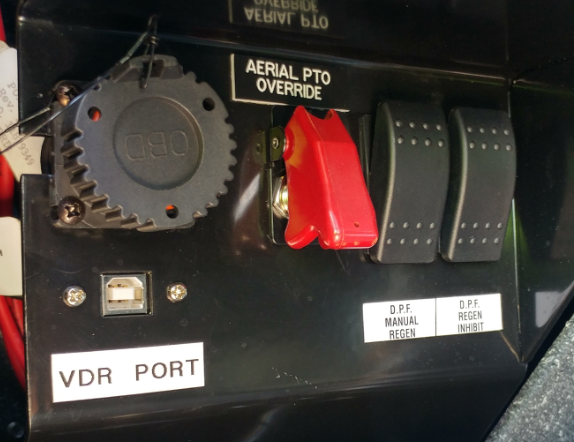 AERIAL PTO
OVERRIDE
OBD
D.P.F.
MANUAL
REGEN
D.P.F.
REGEN
INHIBIT
VDR PORT